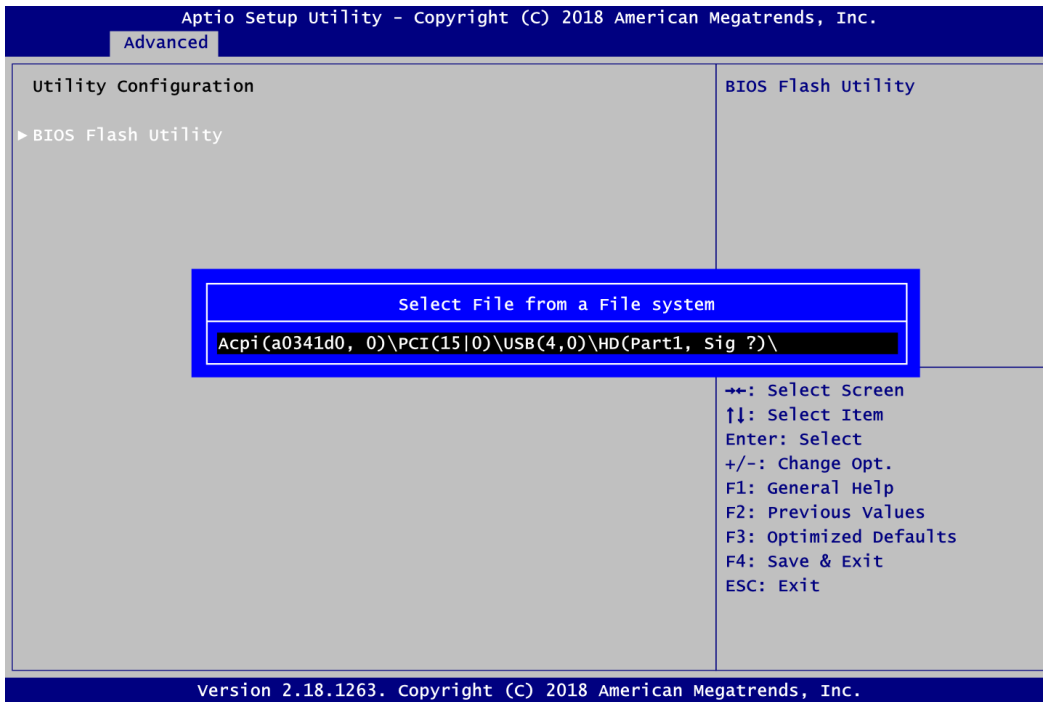 Aptio Setup Utility - Copyright (C) 2018 American Megatrends, Inc.
Advanced
Utility Configuration
► BIOS Flash Utility
BIOS Flash Utility
Select File from a File system
Acpi(a0341d0, 0)\PCI(15|0)\USB(4,0)\HD(Part1, Sig ?)\
→←: Select Screen
↑↓: Select Item
Enter: Select
+/-: Change Opt.
F1: General Help
F2: Previous Values
F3: Optimized Defaults
F4: Save & Exit
ESC: Exit
Version 2.18.1263. Copyright (C) 2018 American Megatrends, Inc.